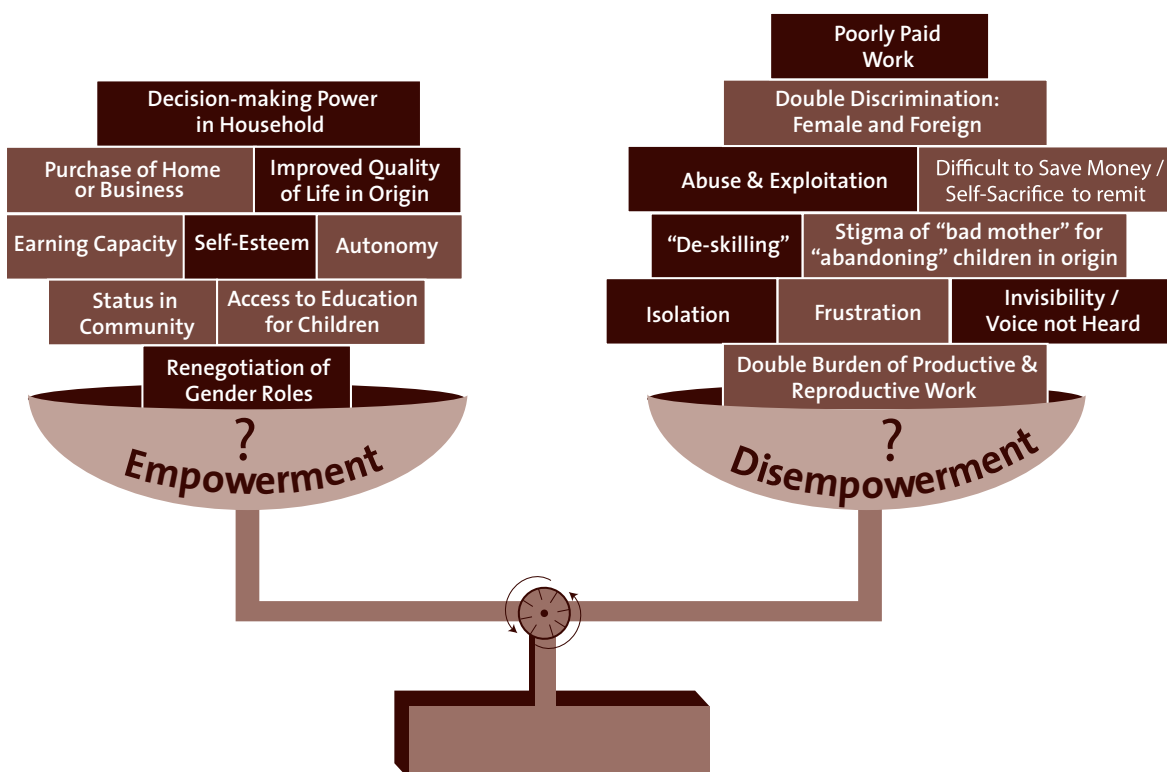 Decision-making Power
in Household
Purchase of Home
or Business
Improved Quality
of Life in Origin
Earning Capacity
Self-Esteem
Autonomy
Status in
Community
Access to Education
for Children
Renegotiation of
Gender Roles
?
Empowerment
Poorly Paid
Work
Double Discrimination:
Female and Foreign
Abuse & Exploitation
Difficult to Save Money /
Self-Sacrifice to remit
“De-skilling”
Stigma of “bad mother” for
“abandoning” children in origin
Isolation
Frustration
Invisibility /
Voice not Heard
Double Burden of Productive &
Reproductive Work
?
Disempowerment